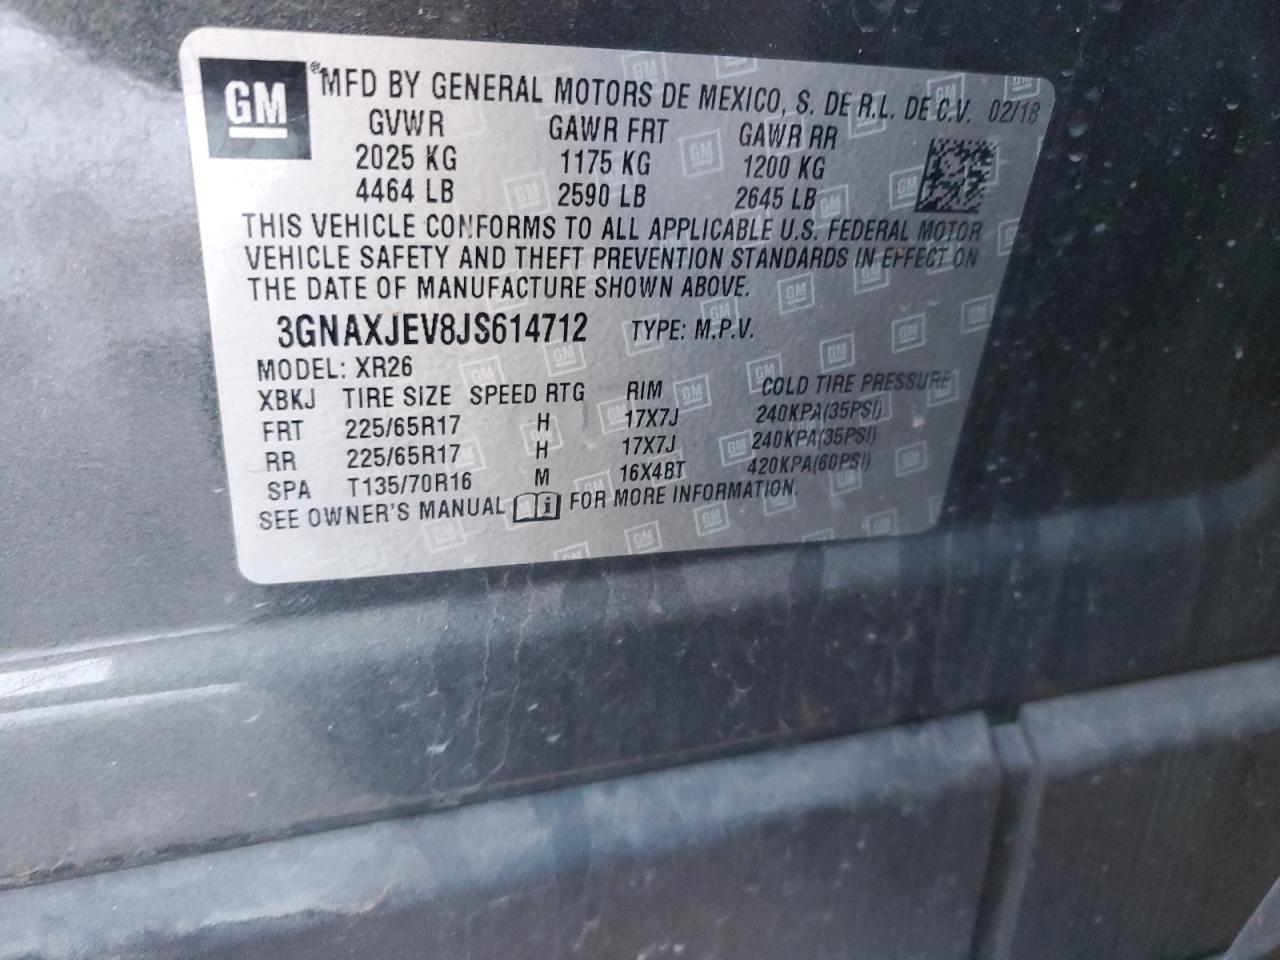 GM ® MFD BY GENERAL MOTORS DE MEXICO, S. DE R.L. DE C.V. 02/18
GVWR GAWR FRT GAWR RR
2025 KG 1175 KG 1200 KG
4464 LB 2590 LB 2645 LB
THIS VEHICLE CONFORMS TO ALL APPLICABLE U.S. FEDERAL MOTOR
VEHICLE SAFETY AND THEFT PREVENTION STANDARDS IN EFFECT ON
THE DATE OF MANUFACTURE SHOWN ABOVE.
3GNAXJEV8JS614712 TYPE: M.P.V.
MODEL: XR26
XBKJ TIRE SIZE SPEED RTG RIM COLD TIRE PRESSURE
FRT 225/65R17 H 17X7J 240KPA(35PSI)
RR 225/65R17 H 17X7J 240KPA(35PSI)
SPA T135/70R16 M 16X4BT 420KPA(60PSI)
SEE OWNER'S MANUAL i FOR MORE INFORMATION.